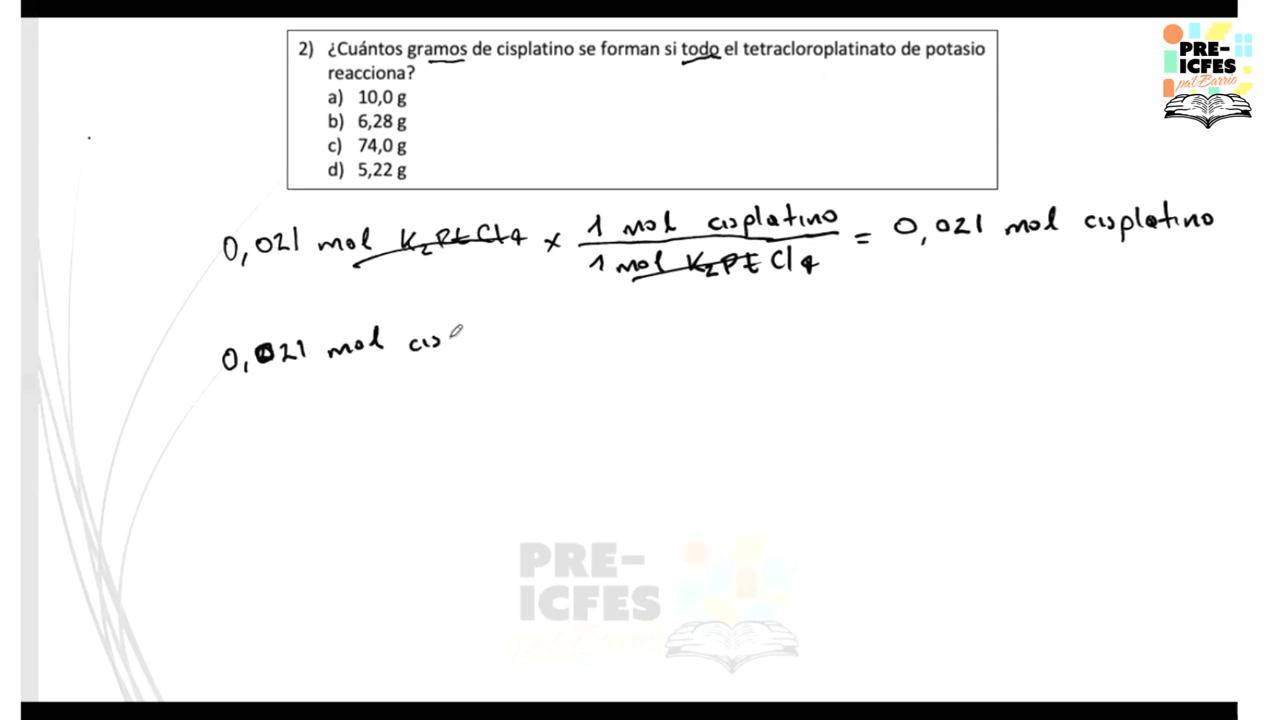 2) ¿Cuántos gramos de cisplatino se forman si todo el tetracloroplatinato de potasio
reacciona?
a) 10,0 g
b) 6,28 g
c) 74,0 g
d) 5,22 g
PRE-
ICFES
pa'l Barrio
0,021 mol K₂PtCl₄ × 1 mol cisplatino / 1 mol K₂PtCl₄ = 0,021 mol cisplatino
0,021 mol cis
PRE-
ICFES
pa'l Barrio